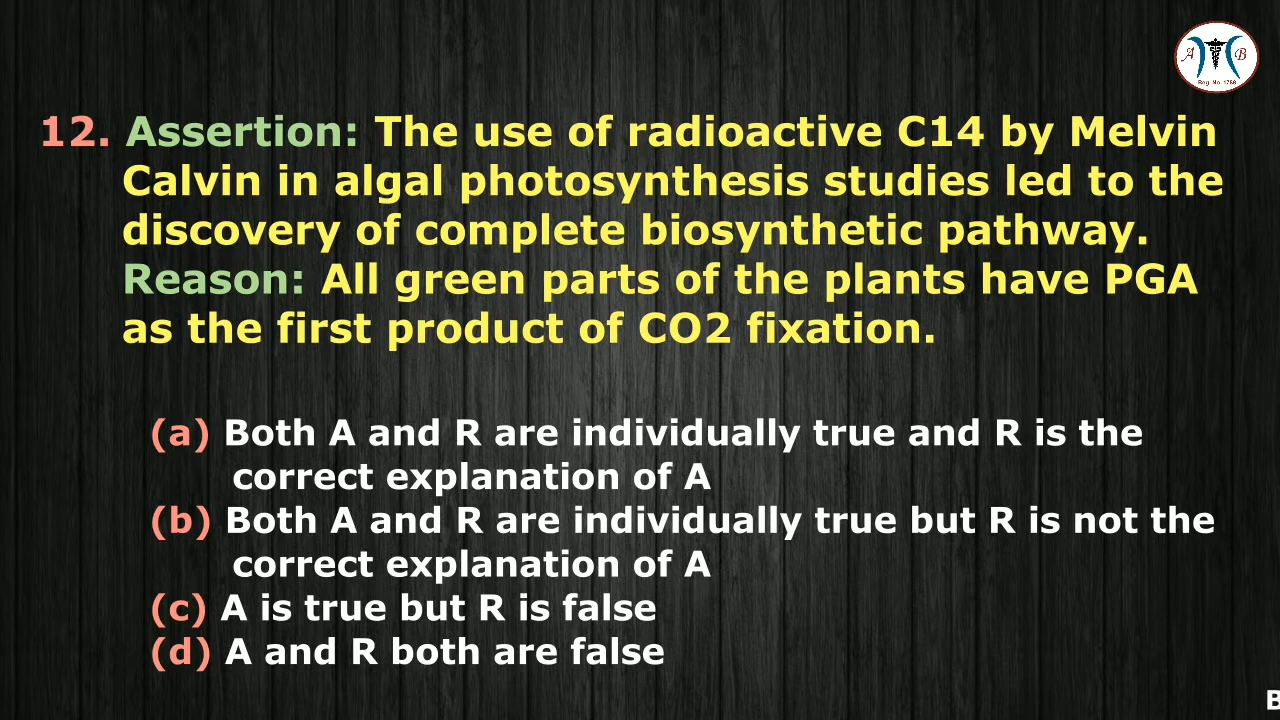 A B
Reg No 1768
12. Assertion: The use of radioactive C14 by Melvin
Calvin in algal photosynthesis studies led to the
discovery of complete biosynthetic pathway.
Reason: All green parts of the plants have PGA
as the first product of CO2 fixation.
(a) Both A and R are individually true and R is the
correct explanation of A
(b) Both A and R are individually true but R is not the
correct explanation of A
(c) A is true but R is false
(d) A and R both are false
B